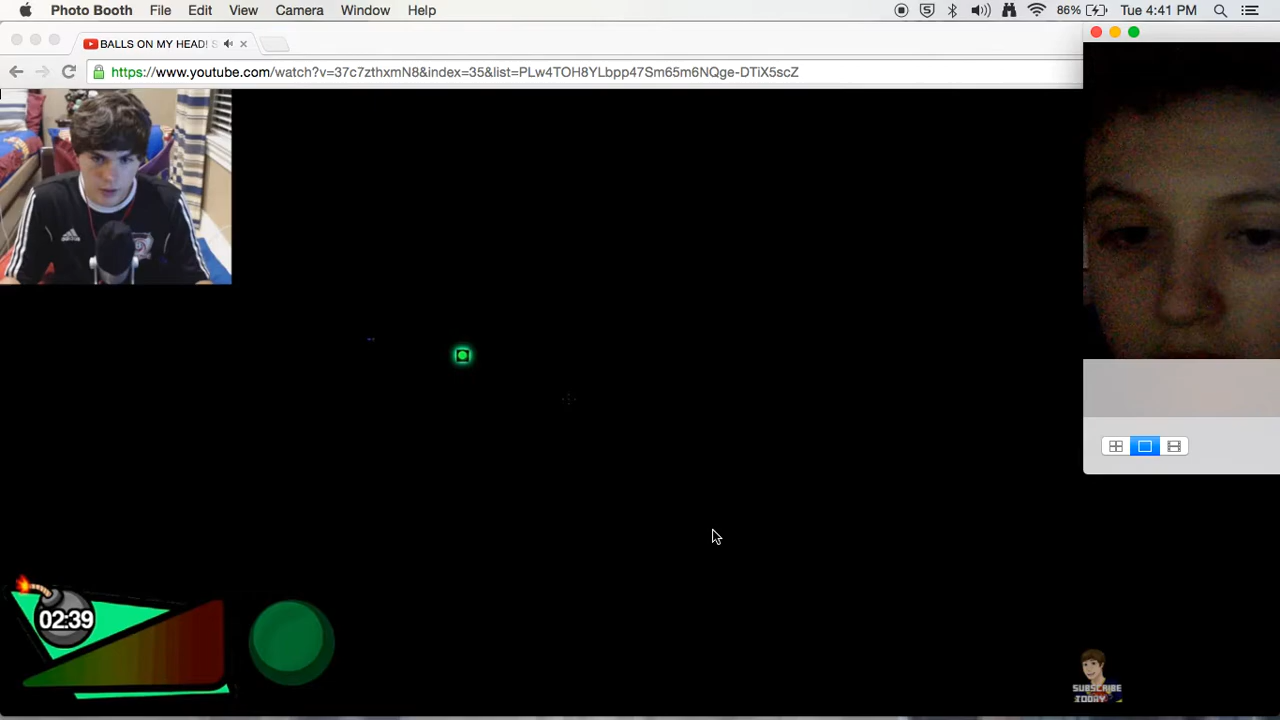 Photo Booth File Edit View Camera Window Help 86% Tue 4:41 PM
BALLS ON MY HEAD! S
https://www.youtube.com/watch?v=37c7zthxmN8&index=35&list=PLw4TOH8YLbpp47Sm65m6NQge-DTiX5scZ
adidas
02:39
SUBSCRIBE
TODAY